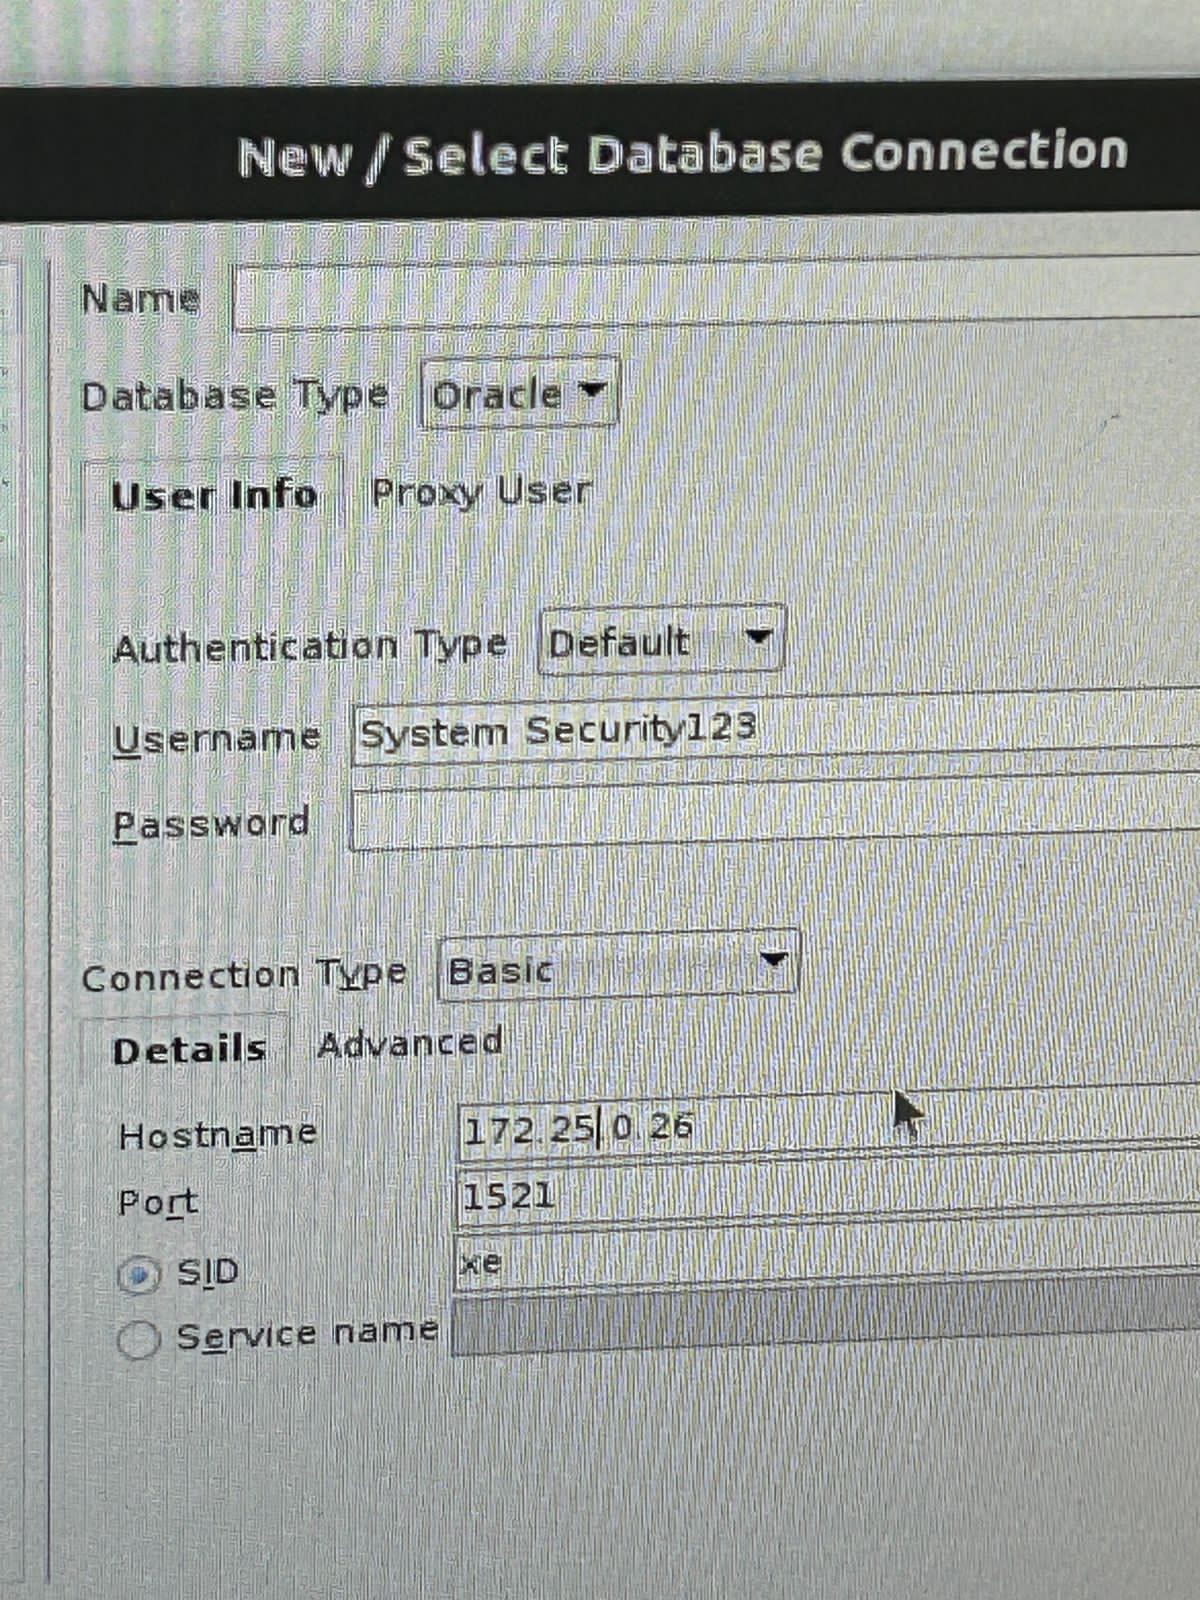 New / Select Database Connection
Name
Database Type Oracle
User Info Proxy User
Authentication Type Default
Username System Security123
Password
Connection Type Basic
Details Advanced
Hostname 172.25.0.26
Port 1521
SID xe
Service name